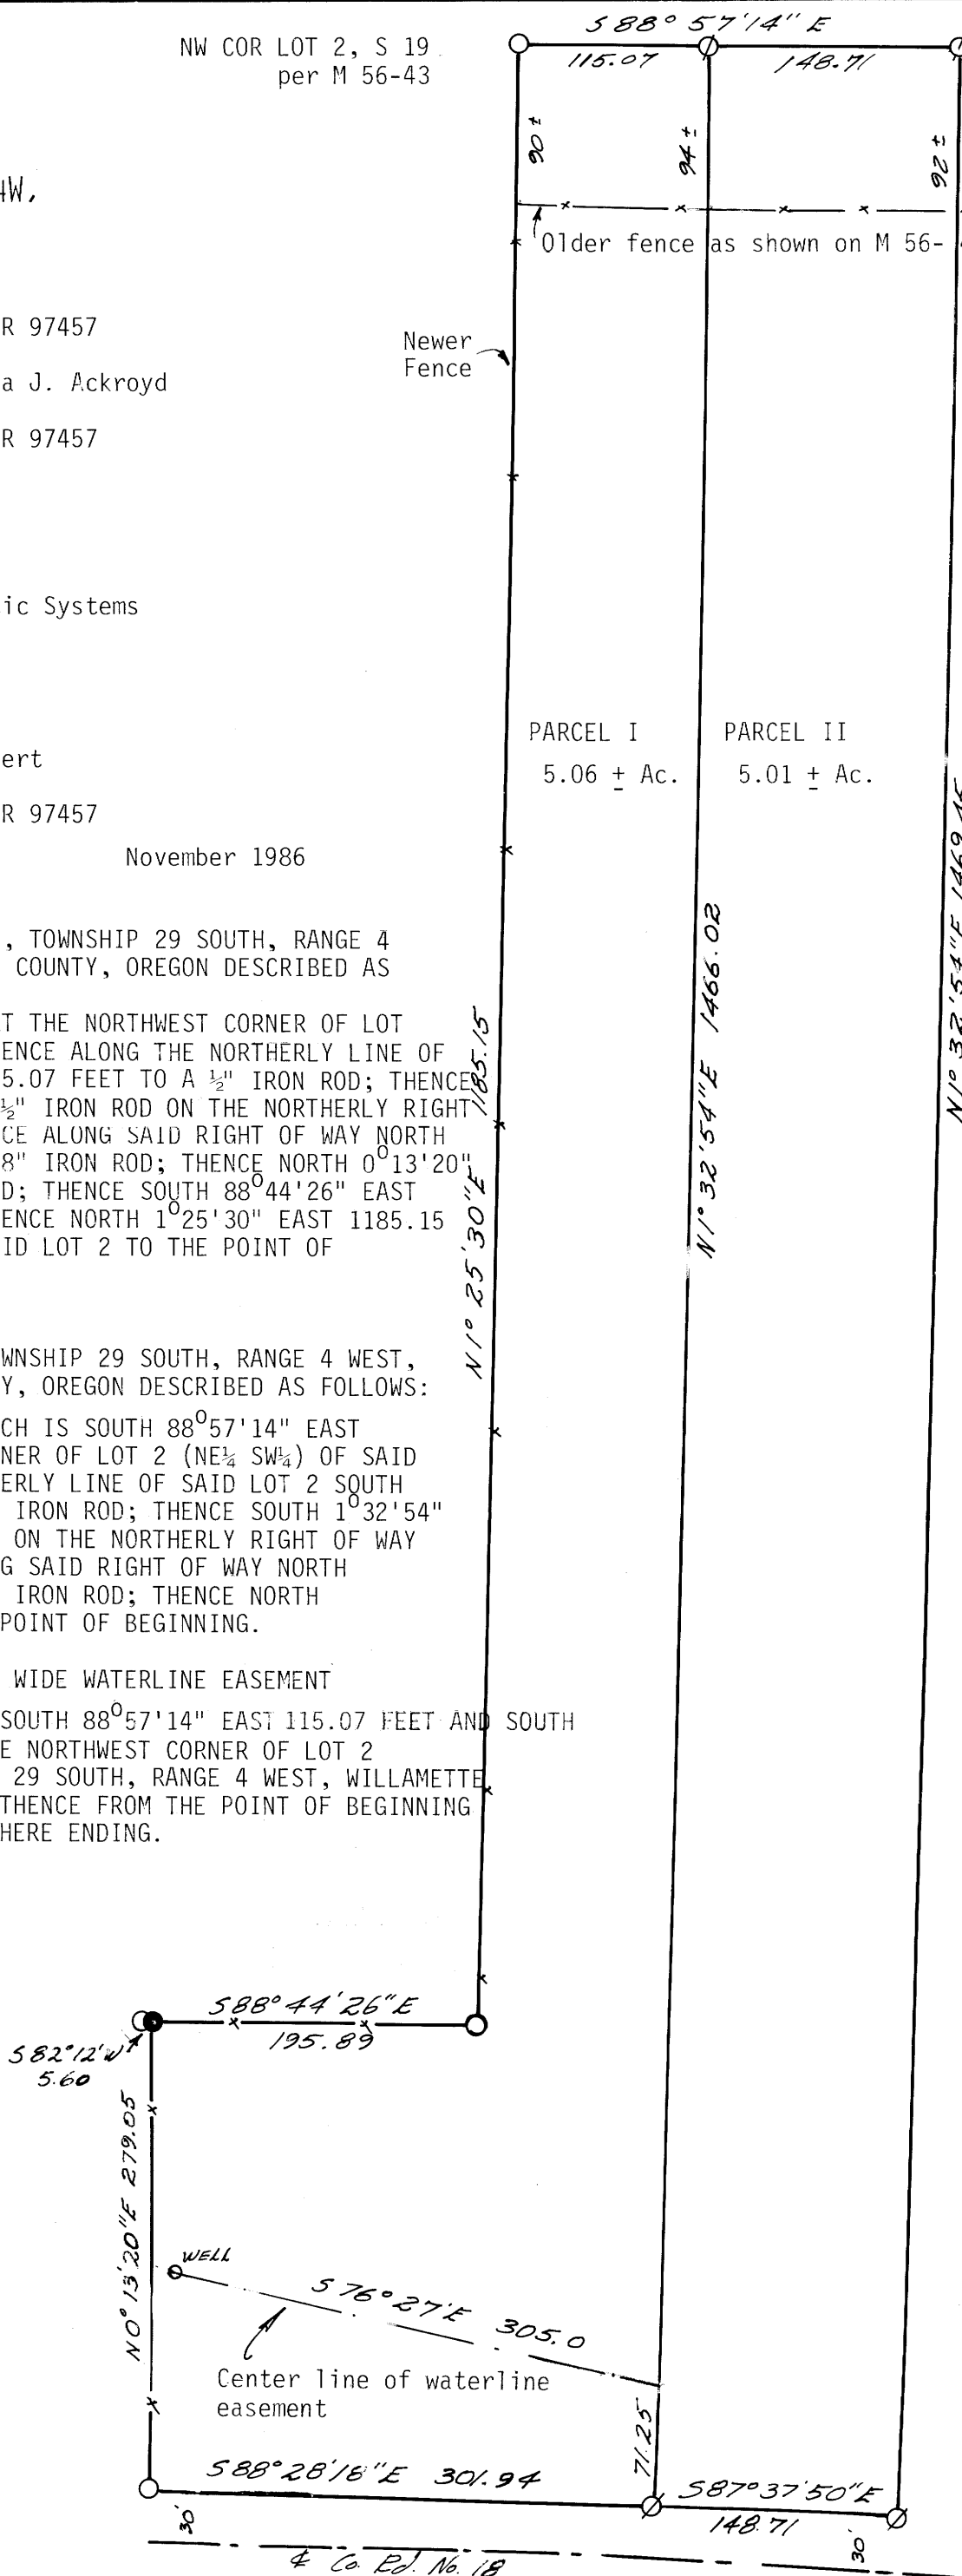 S 88° 57' 14" E
NW COR LOT 2, S 19
per M 56-43
115.07
148.71
90 ±
94 ±
92 ±
4W,
Older fence as shown on M 56-
R 97457
Newer
Fence
a J. Ackroyd
R 97457
ic Systems
PARCEL I
5.06 ± Ac.
PARCEL II
5.01 ± Ac.
ert
R 97457
November 1986
, TOWNSHIP 29 SOUTH, RANGE 4
COUNTY, OREGON DESCRIBED AS
T THE NORTHWEST CORNER OF LOT
ENCE ALONG THE NORTHERLY LINE OF
5.07 FEET TO A ½" IRON ROD; THENCE
½" IRON ROD ON THE NORTHERLY RIGHT
CE ALONG SAID RIGHT OF WAY NORTH
8" IRON ROD; THENCE NORTH 0°13'20"
D; THENCE SOUTH 88°44'26" EAST
ENCE NORTH 1°25'30" EAST 1185.15
ID LOT 2 TO THE POINT OF
N 1° 25' 30" E 1185.15
N 1° 32' 54" E 1466.02
N 1° 32' 54" E 1469.45
WNSHIP 29 SOUTH, RANGE 4 WEST,
Y, OREGON DESCRIBED AS FOLLOWS:
CH IS SOUTH 88°57'14" EAST
NER OF LOT 2 (NE¼ SW¼) OF SAID
ERLY LINE OF SAID LOT 2 SOUTH
IRON ROD; THENCE SOUTH 1°32'54"
ON THE NORTHERLY RIGHT OF WAY
G SAID RIGHT OF WAY NORTH
IRON ROD; THENCE NORTH
POINT OF BEGINNING.
WIDE WATERLINE EASEMENT
SOUTH 88°57'14" EAST 115.07 FEET AND SOUTH
E NORTHWEST CORNER OF LOT 2
29 SOUTH, RANGE 4 WEST, WILLAMETTE
THENCE FROM THE POINT OF BEGINNING
HERE ENDING.
S88° 44' 26" E
195.89
S 82° 12' W
5.60
N 0° 13' 20" E 279.05
WELL
S 76° 27' E 305.0
Center line of waterline
easement
71.25
S 88° 28' 18" E 301.94
S 87° 37' 50" E
148.71
30'
30'
℄ Co. Rd. No. 18